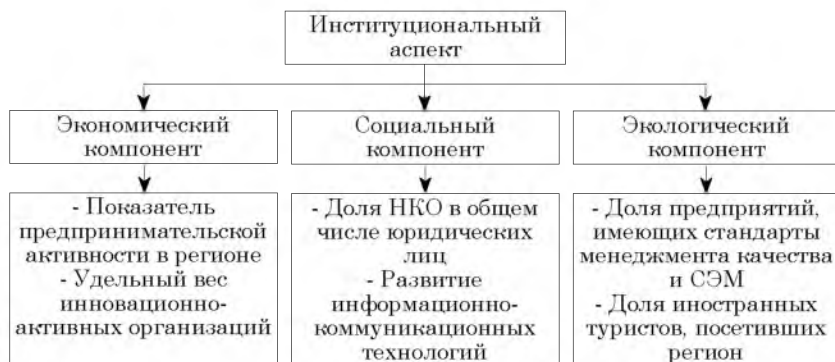 Институциональный
аспект
Экономический
компонент
Социальный
компонент
Экологический
компонент
- Показатель
предпринимательской
активности в регионе
- Удельный вес
инновационно-
активных организаций
- Доля НКО в общем
числе юридических
лиц
- Развитие
информационно-
коммуникационных
технологий
- Доля предприятий,
имеющих стандарты
менеджмента качества
и СЭМ
- Доля иностранных
туристов, посетивших
регион